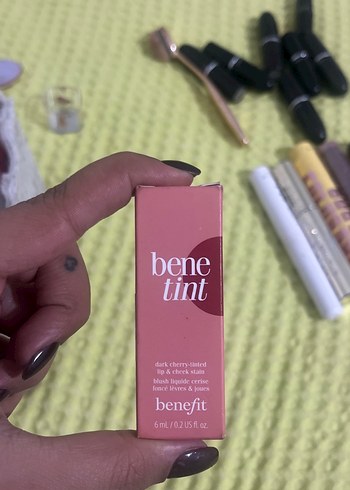 bene
tint
dark cherry-tinted
lip & cheek stain
blush liquide cerise
foncé lèvres & joues
benefit
6 mL / 0.2 US fl. oz.